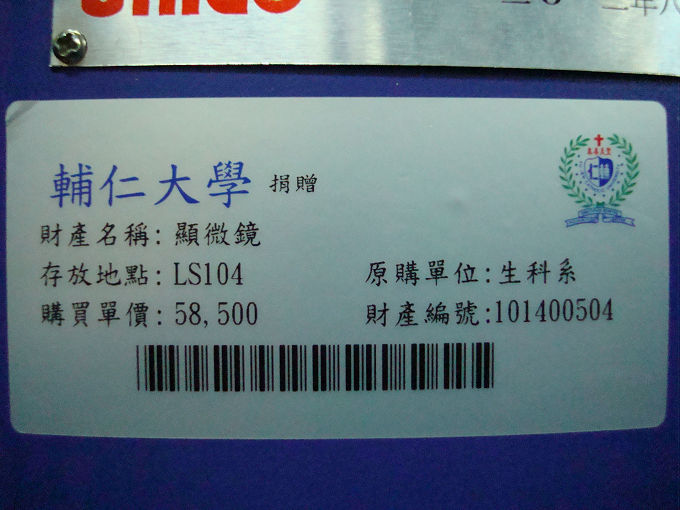 輔仁大學 捐贈
財產名稱: 顯微鏡
存放地點: LS104 原購單位: 生科系
購買單價: 58,500 財產編號:101400504